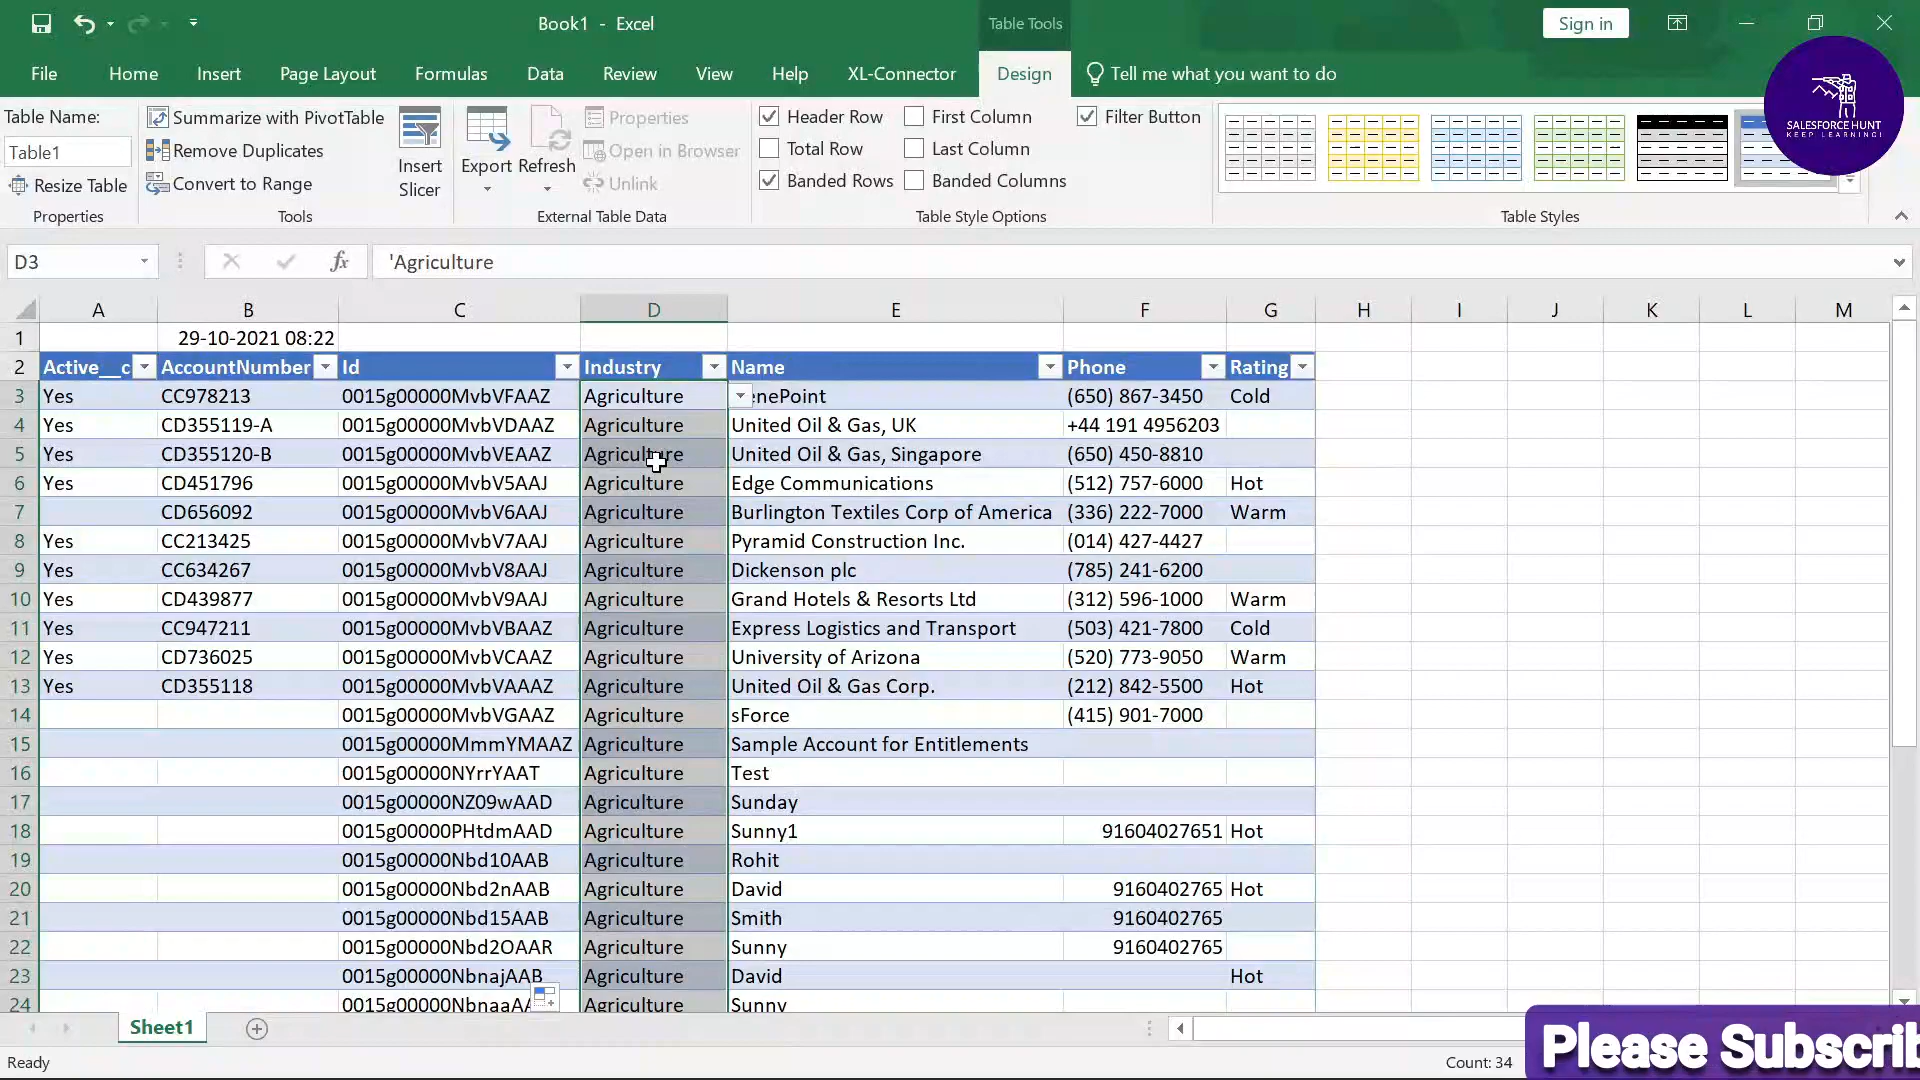 Book1 - Excel
Table Tools
Sign in
File Home Insert Page Layout Formulas Data Review View Help XL-Connector Design Tell me what you want to do
SALESFORCE HUNT
KEEP LEARNING!
Table Name:
Table1
Resize Table
Properties
Summarize with PivotTable
Remove Duplicates
Convert to Range
Tools
Insert
Slicer
Export
Refresh
Properties
Open in Browser
Unlink
External Table Data
Header Row
First Column
Filter Button
Total Row
Last Column
Banded Rows
Banded Columns
Table Style Options
Table Styles
D3
fx
'Agriculture
A B C D E F G H I J K L M
1 29-10-2021 08:22
2 Active__c AccountNumber Id Industry Name Phone Rating
3 Yes CC978213 0015g00000MvbVFAAZ Agriculture enePoint (650) 867-3450 Cold
4 Yes CD355119-A 0015g00000MvbVDAAZ Agriculture United Oil & Gas, UK +44 191 4956203
5 Yes CD355120-B 0015g00000MvbVEAAZ Agriculture United Oil & Gas, Singapore (650) 450-8810
6 Yes CD451796 0015g00000MvbV5AAJ Agriculture Edge Communications (512) 757-6000 Hot
7 CD656092 0015g00000MvbV6AAJ Agriculture Burlington Textiles Corp of America (336) 222-7000 Warm
8 Yes CC213425 0015g00000MvbV7AAJ Agriculture Pyramid Construction Inc. (014) 427-4427
9 Yes CC634267 0015g00000MvbV8AAJ Agriculture Dickenson plc (785) 241-6200
10 Yes CD439877 0015g00000MvbV9AAJ Agriculture Grand Hotels & Resorts Ltd (312) 596-1000 Warm
11 Yes CC947211 0015g00000MvbVBAAZ Agriculture Express Logistics and Transport (503) 421-7800 Cold
12 Yes CD736025 0015g00000MvbVCAAZ Agriculture University of Arizona (520) 773-9050 Warm
13 Yes CD355118 0015g00000MvbVAAAZ Agriculture United Oil & Gas Corp. (212) 842-5500 Hot
14 0015g00000MvbVGAAZ Agriculture sForce (415) 901-7000
15 0015g00000MmmYMAAZ Agriculture Sample Account for Entitlements
16 0015g00000NYrrYAAT Agriculture Test
17 0015g00000NZ09wAAD Agriculture Sunday
18 0015g00000PHtdmAAD Agriculture Sunny1 91604027651 Hot
19 0015g00000Nbd10AAB Agriculture Rohit
20 0015g00000Nbd2nAAB Agriculture David 9160402765 Hot
21 0015g00000Nbd15AAB Agriculture Smith 9160402765
22 0015g00000Nbd2OAAR Agriculture Sunny 9160402765
23 0015g00000NbnajAAB Agriculture David Hot
24 0015g00000NbnaaAA Agriculture Sunny
Sheet1
Ready
Count: 34
Please Subscrib